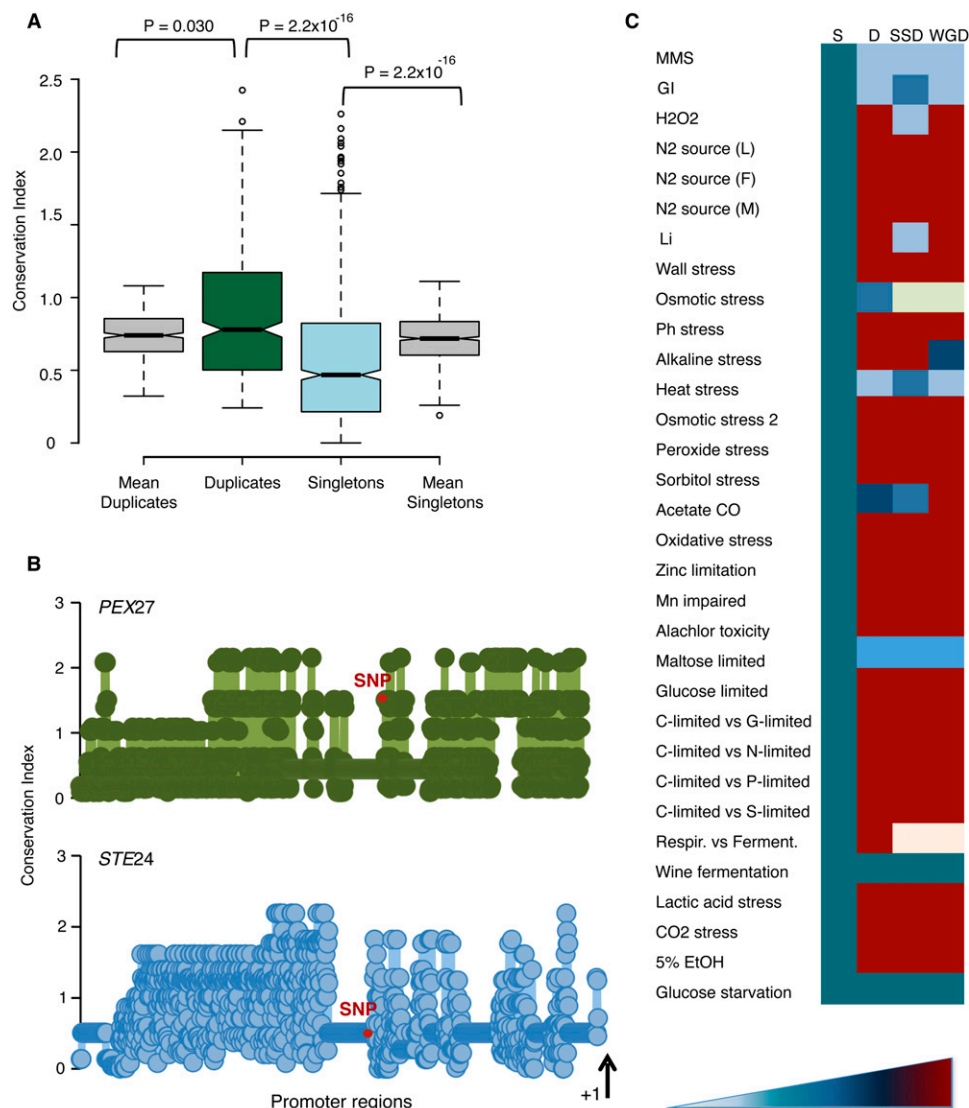 A
P = 0.030
P = 2.2x10-16
P = 2.2x10-16
Conservation Index
2.5
2.0
1.5
1.0
0.5
0
Mean Duplicates
Duplicates
Singletons
Mean Singletons
B
Conservation Index
PEX27
3
2
1
0
SNP
STE24
3
2
1
0
SNP
+1
Promoter regions
C
S D SSD WGD
MMS
GI
H2O2
N2 source (L)
N2 source (F)
N2 source (M)
Li
Wall stress
Osmotic stress
Ph stress
Alkaline stress
Heat stress
Osmotic stress 2
Peroxide stress
Sorbitol stress
Acetate CO
Oxidative stress
Zinc limitation
Mn impaired
Alachlor toxicity
Maltose limited
Glucose limited
C-limited vs G-limited
C-limited vs N-limited
C-limited vs P-limited
C-limited vs S-limited
Respir. vs Ferment.
Wine fermentation
Lactic acid stress
CO2 stress
5% EtOH
Glucose starvation